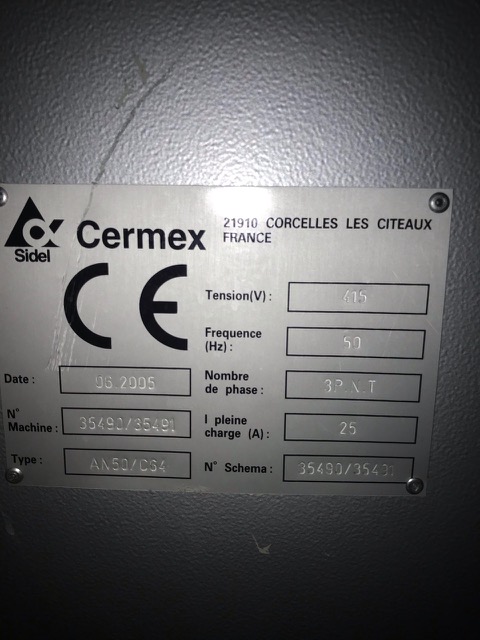 Sidel
Cermex
21910 CORCELLES LES CITEAUX
FRANCE
CE
Tension(V): 415
Frequence
(Hz): 50
Date: 06.2005
Nombre
de phase: 3P.N.T
N°
Machine: 35490/35491
I pleine
charge (A): 25
Type: AN50/C64
N° Schema: 35490/35491